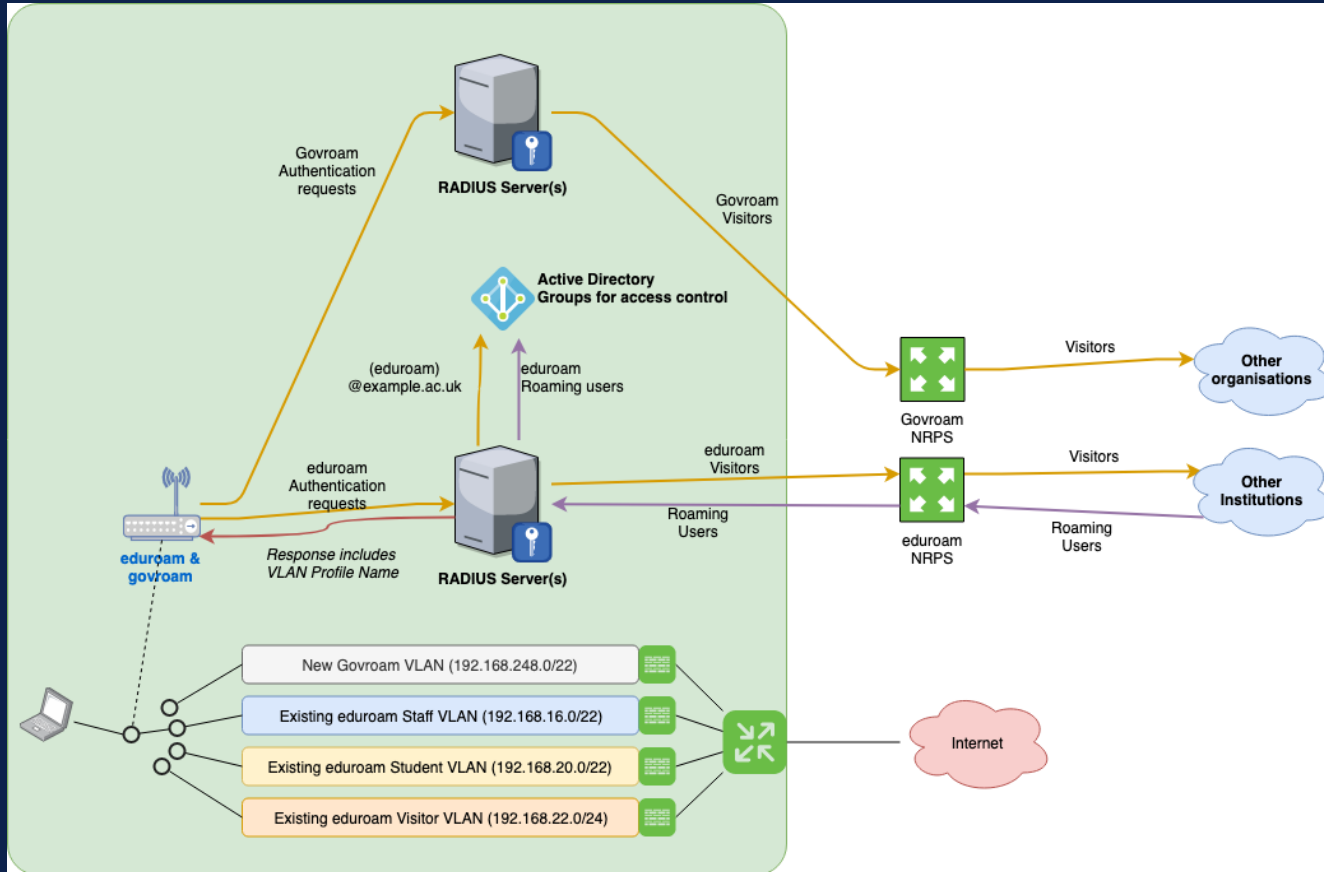 Govroam
Authentication
requests
RADIUS Server(s)
Govroam
Visitors
Active Directory
Groups for access control
(eduroam)
@example.ac.uk
eduroam
Roaming users
Visitors
Other
organisations
Govroam
NRPS
eduroam
Visitors
Visitors
eduroam
Authentication
requests
Other
Institutions
Roaming
Users
Roaming
Users
eduroam
NRPS
eduroam &
govroam
Response includes
VLAN Profile Name
RADIUS Server(s)
New Govroam VLAN (192.168.248.0/22)
Existing eduroam Staff VLAN (192.168.16.0/22)
Internet
Existing eduroam Student VLAN (192.168.20.0/22)
Existing eduroam Visitor VLAN (192.168.22.0/24)